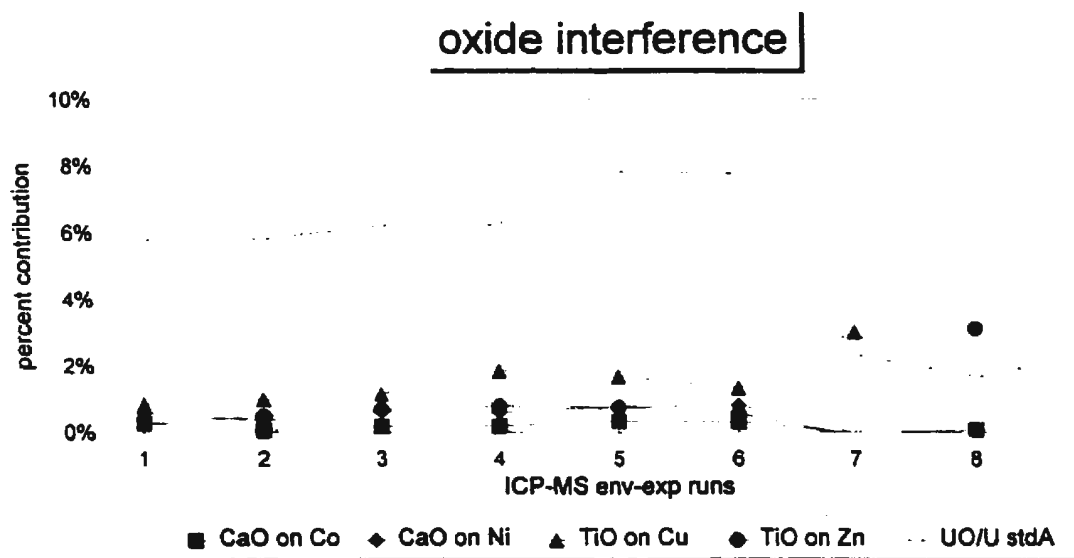 oxide interference
10%
8%
6%
4%
2%
0%
percent contribution
1 2 3 4 5 6 7 8
ICP-MS env-exp runs
CaO on Co CaO on Ni TiO on Cu TiO on Zn UO/U stdA